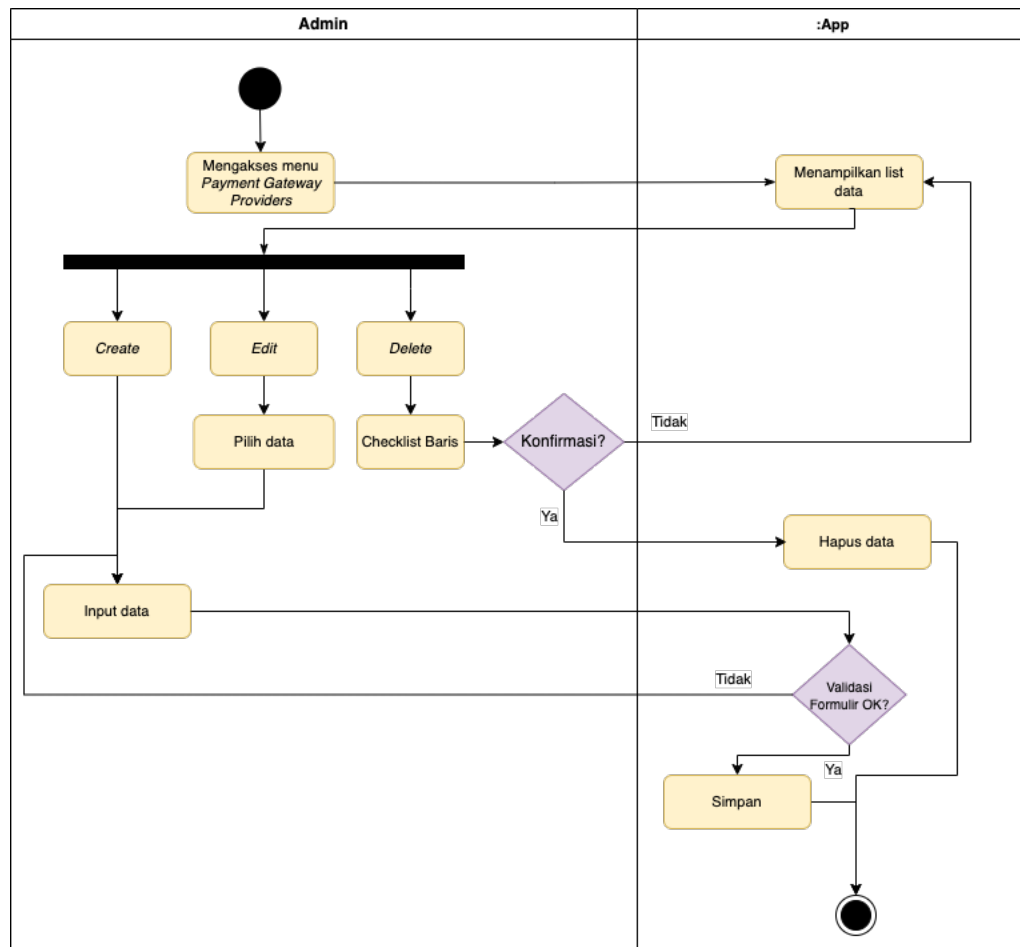 Admin
:App
Mengakses menu
Payment Gateway
Providers
Menampilkan list
data
Create
Edit
Delete
Pilih data
Checklist Baris
Konfirmasi?
Tidak
Ya
Hapus data
Input data
Tidak
Validasi
Formulir OK?
Ya
Simpan